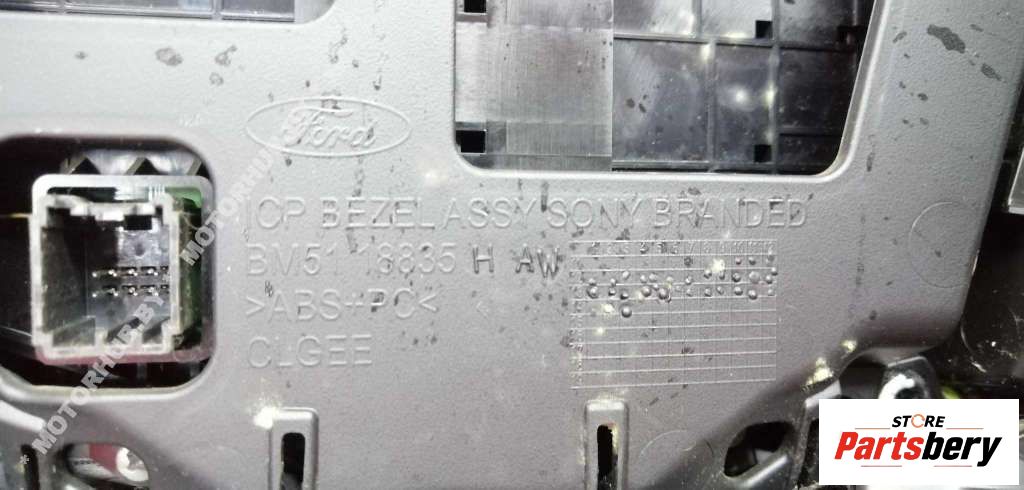 Ford
ICP BEZEL ASSY SONY BRANDED
BM51 18835 H AW
>ABS+PC<
CLGEE
* MOTORHUB.BY
MOTORHUB
STORE
Partsbery